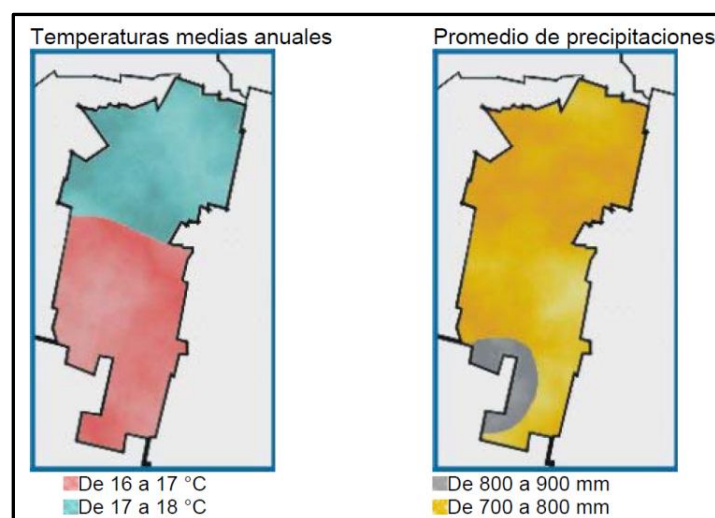 Temperaturas medias anuales
Promedio de precipitaciones
De 16 a 17 °C
De 17 a 18 °C
De 800 a 900 mm
De 700 a 800 mm